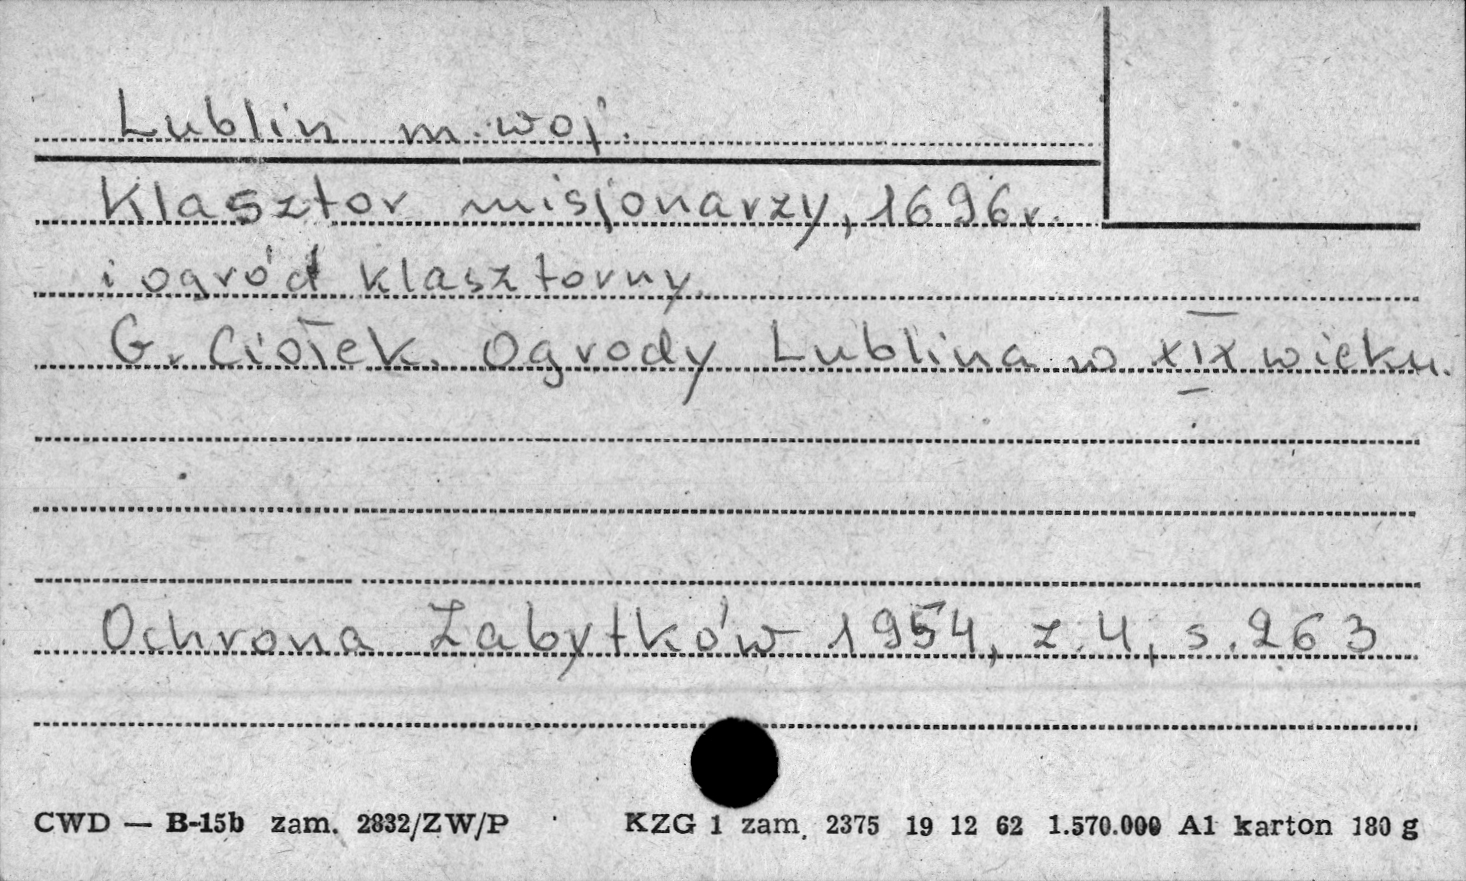 Lublin m. woj.
Klasztor misjonarzy, 1696 r.
i ogród klasztorny.
G. Ciołek. Ogrody Lublina w XIX wieku.
Ochrona Zabytków 1954, z. 4, s. 263
CWD — B-15b zam. 2832/ZW/P KZG 1 zam. 2375 19 12 62 1.570.000 A1 karton 180 g